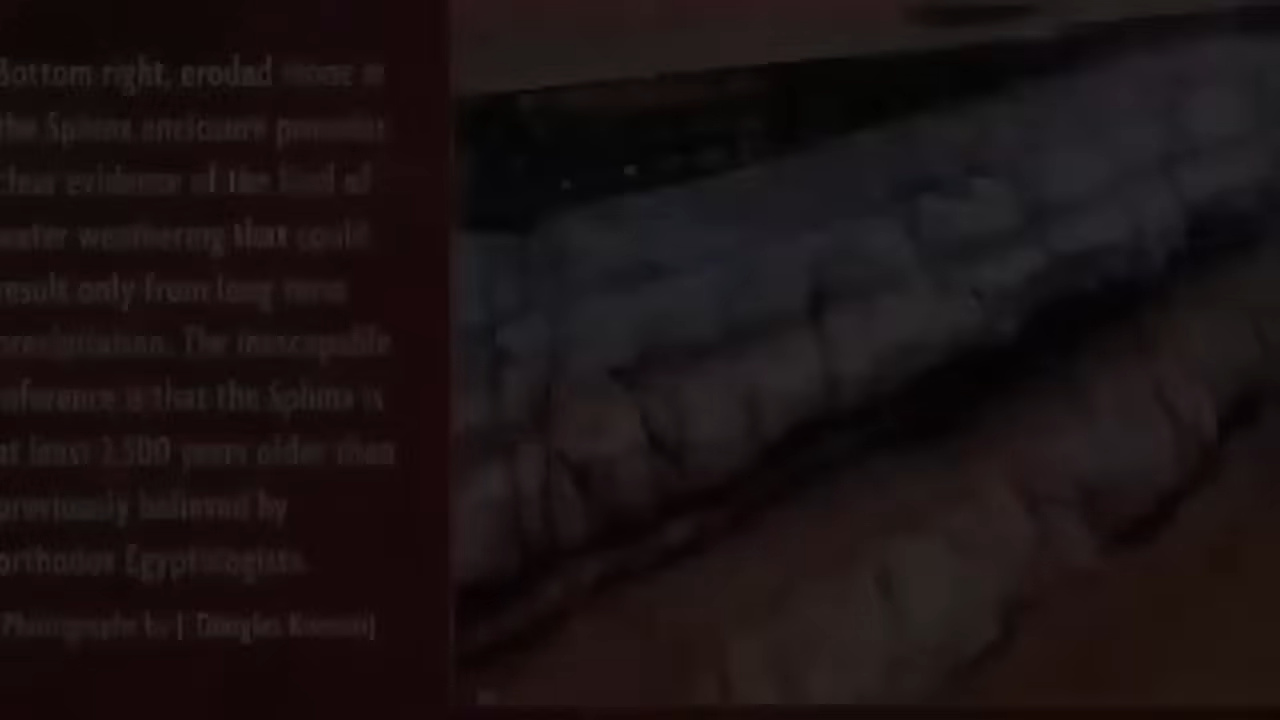 Bottom right, eroded stone in
the Sphinx enclosure presents
clear evidence of the kind of
water weathering that could
result only from long term
precipitation. The inescapable
inference is that the Sphinx is
at least 2,500 years older than
previously believed by
orthodox Egyptologists.
Photographs by Douglas